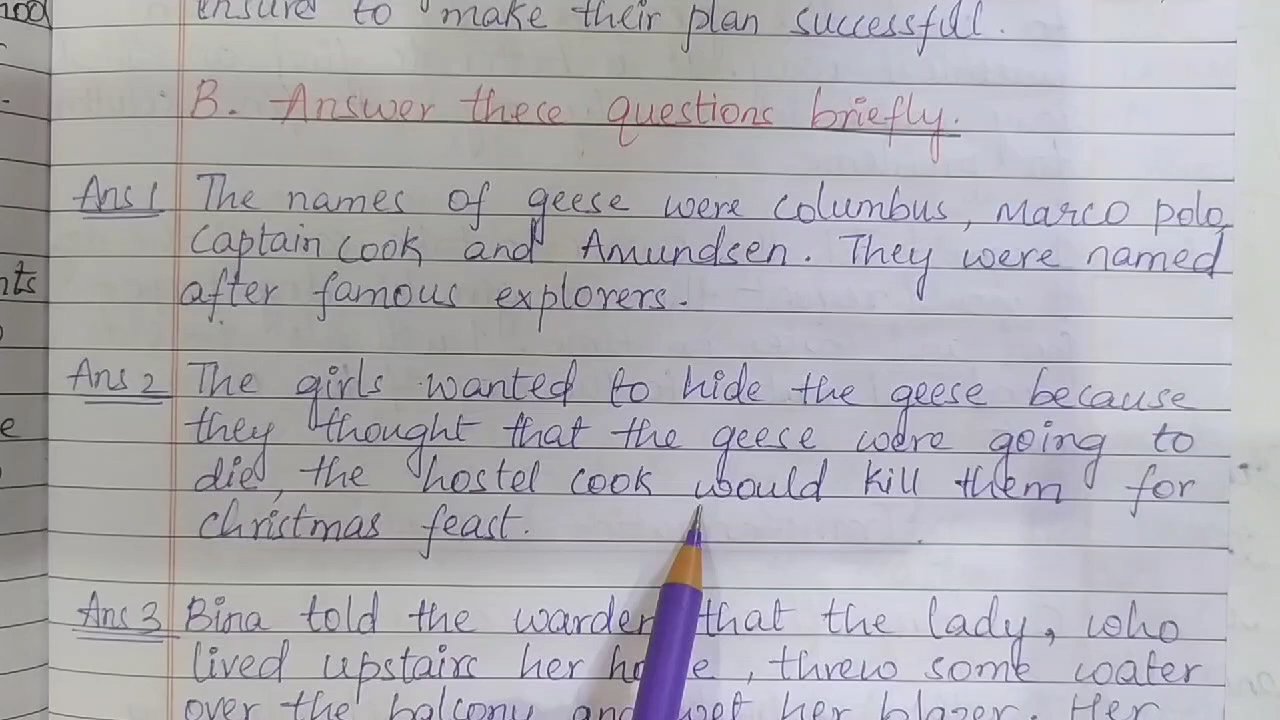 ensure to make their plan successfull.
B. Answer these questions briefly.
Ans 1 The names of geese were columbus, Marco polo,
captain cook and Amundsen. They were named
after famous explorers.
Ans 2 The girls wanted to hide the geese because
they thought that the geese were going to
die, the hostel cook would kill them for
christmas feast.
Ans 3 Bina told the warden that the lady, who
lived upstairs her house, threw some water
over the balcony and wet her blazer. Her
nts
e